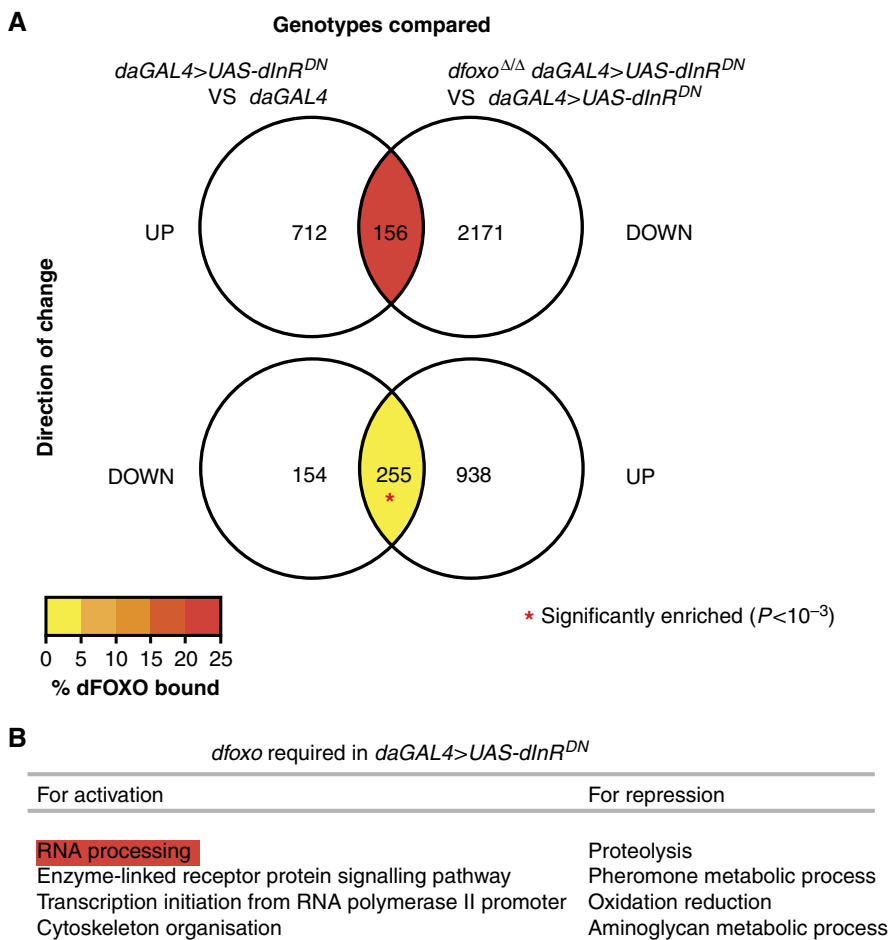 A
Genotypes compared
daGAL4>UAS-dInR^DN
VS daGAL4
dfoxo^Δ/Δ daGAL4>UAS-dInR^DN
VS daGAL4>UAS-dInR^DN
Direction of change
UP
712
156
2171
DOWN
DOWN
154
255
*
938
UP
0 5 10 15 20 25
% dFOXO bound
* Significantly enriched (P<10^–3)
B
dfoxo required in daGAL4>UAS-dInR^DN
For activation For repression
RNA processing Proteolysis
Enzyme-linked receptor protein signalling pathway Pheromone metabolic process
Transcription initiation from RNA polymerase II promoter Oxidation reduction
Cytoskeleton organisation Aminoglycan metabolic process